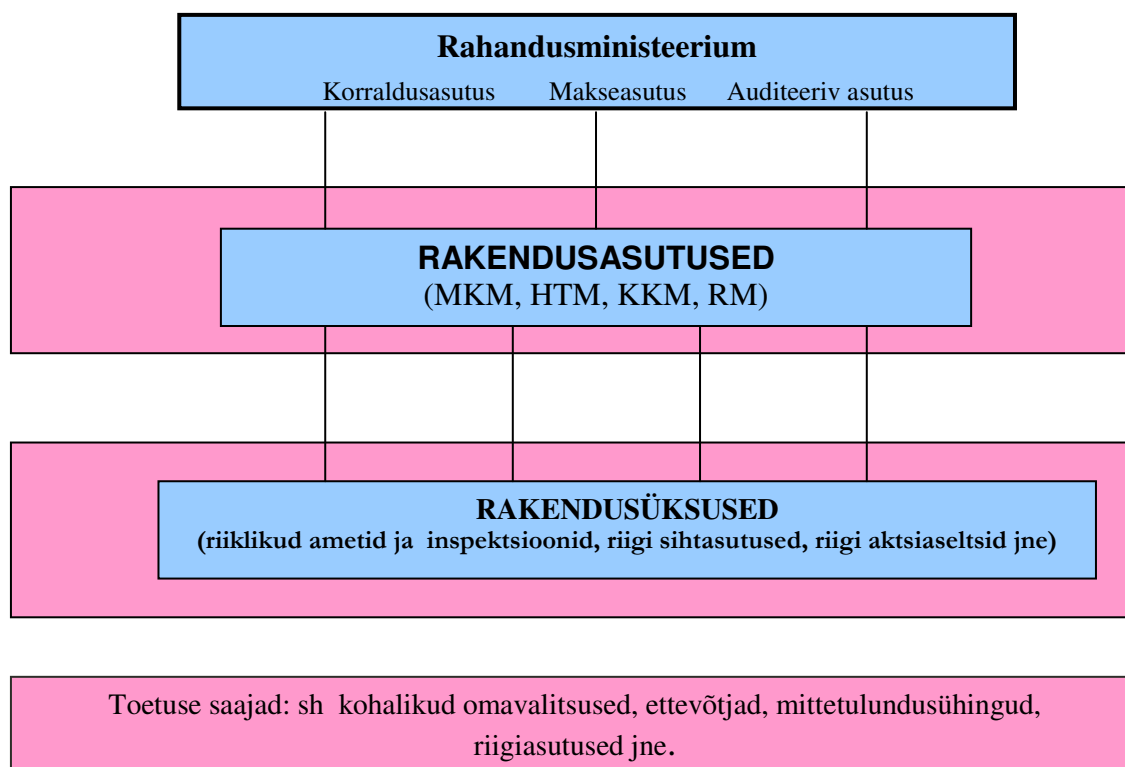 Rahandusministeerium
Korraldusasutus Makseasutus Auditeeriv asutus
RAKENDUSASUTUSED
(MKM, HTM, KKM, RM)
RAKENDUSÜKSUSED
(riiklikud ametid ja inspektsioonid, riigi sihtasutused, riigi aktsiaseltsid jne)
Toetuse saajad: sh kohalikud omavalitsused, ettevõtjad, mittetulundusühingud,
riigiasutused jne.